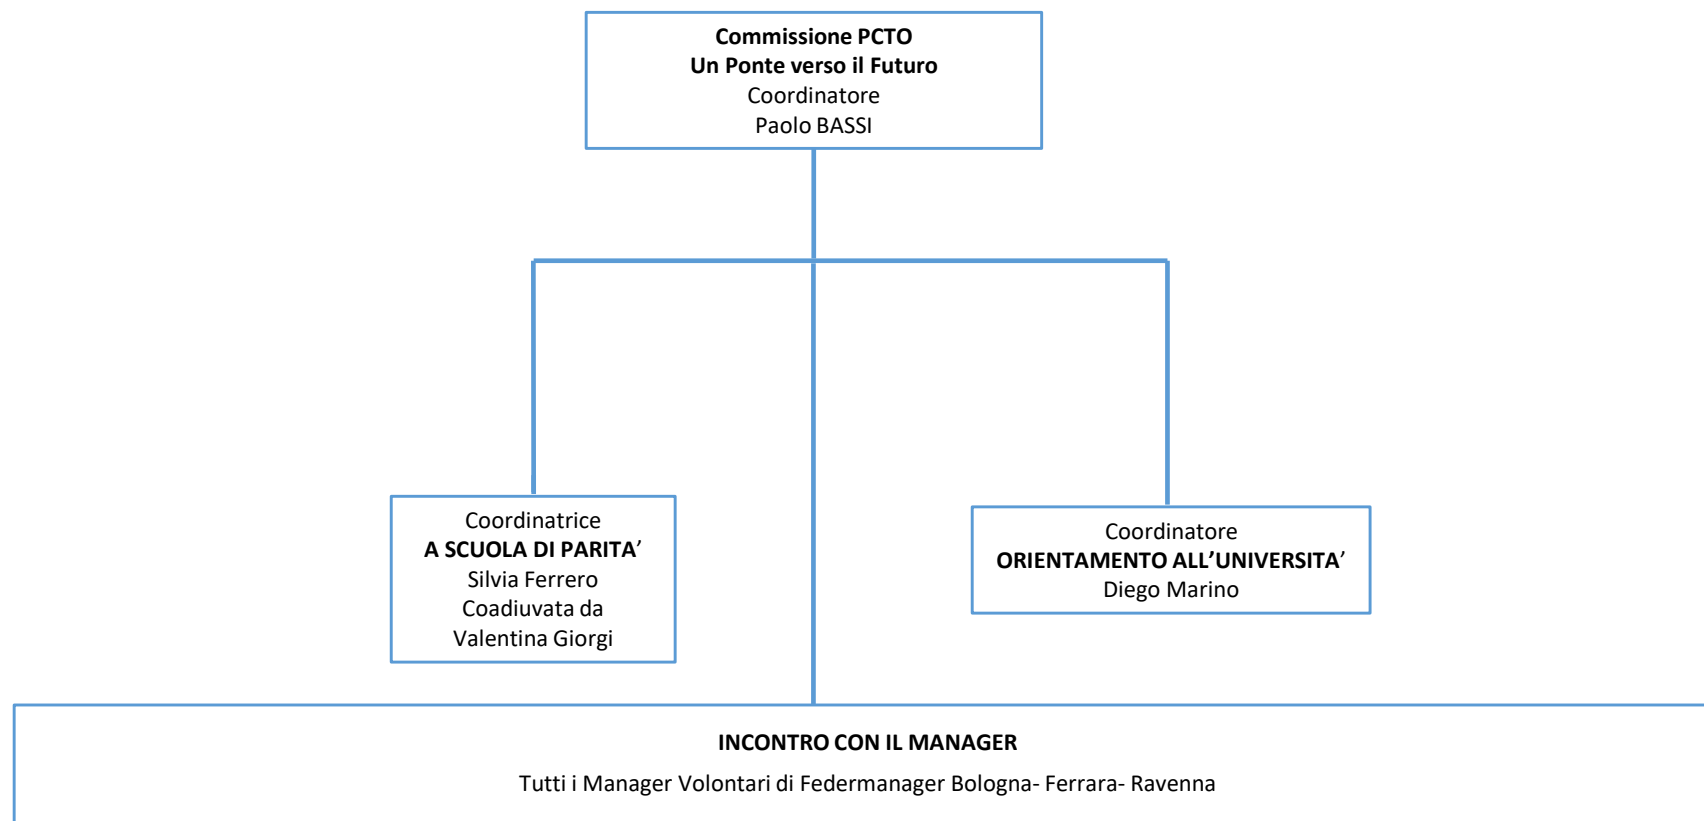 Commissione PCTO
Un Ponte verso il Futuro
Coordinatore
Paolo BASSI
Coordinatrice
A SCUOLA DI PARITA’
Silvia Ferrero
Coadiuvata da
Valentina Giorgi
Coordinatore
ORIENTAMENTO ALL’UNIVERSITA’
Diego Marino
INCONTRO CON IL MANAGER
Tutti i Manager Volontari di Federmanager Bologna- Ferrara- Ravenna